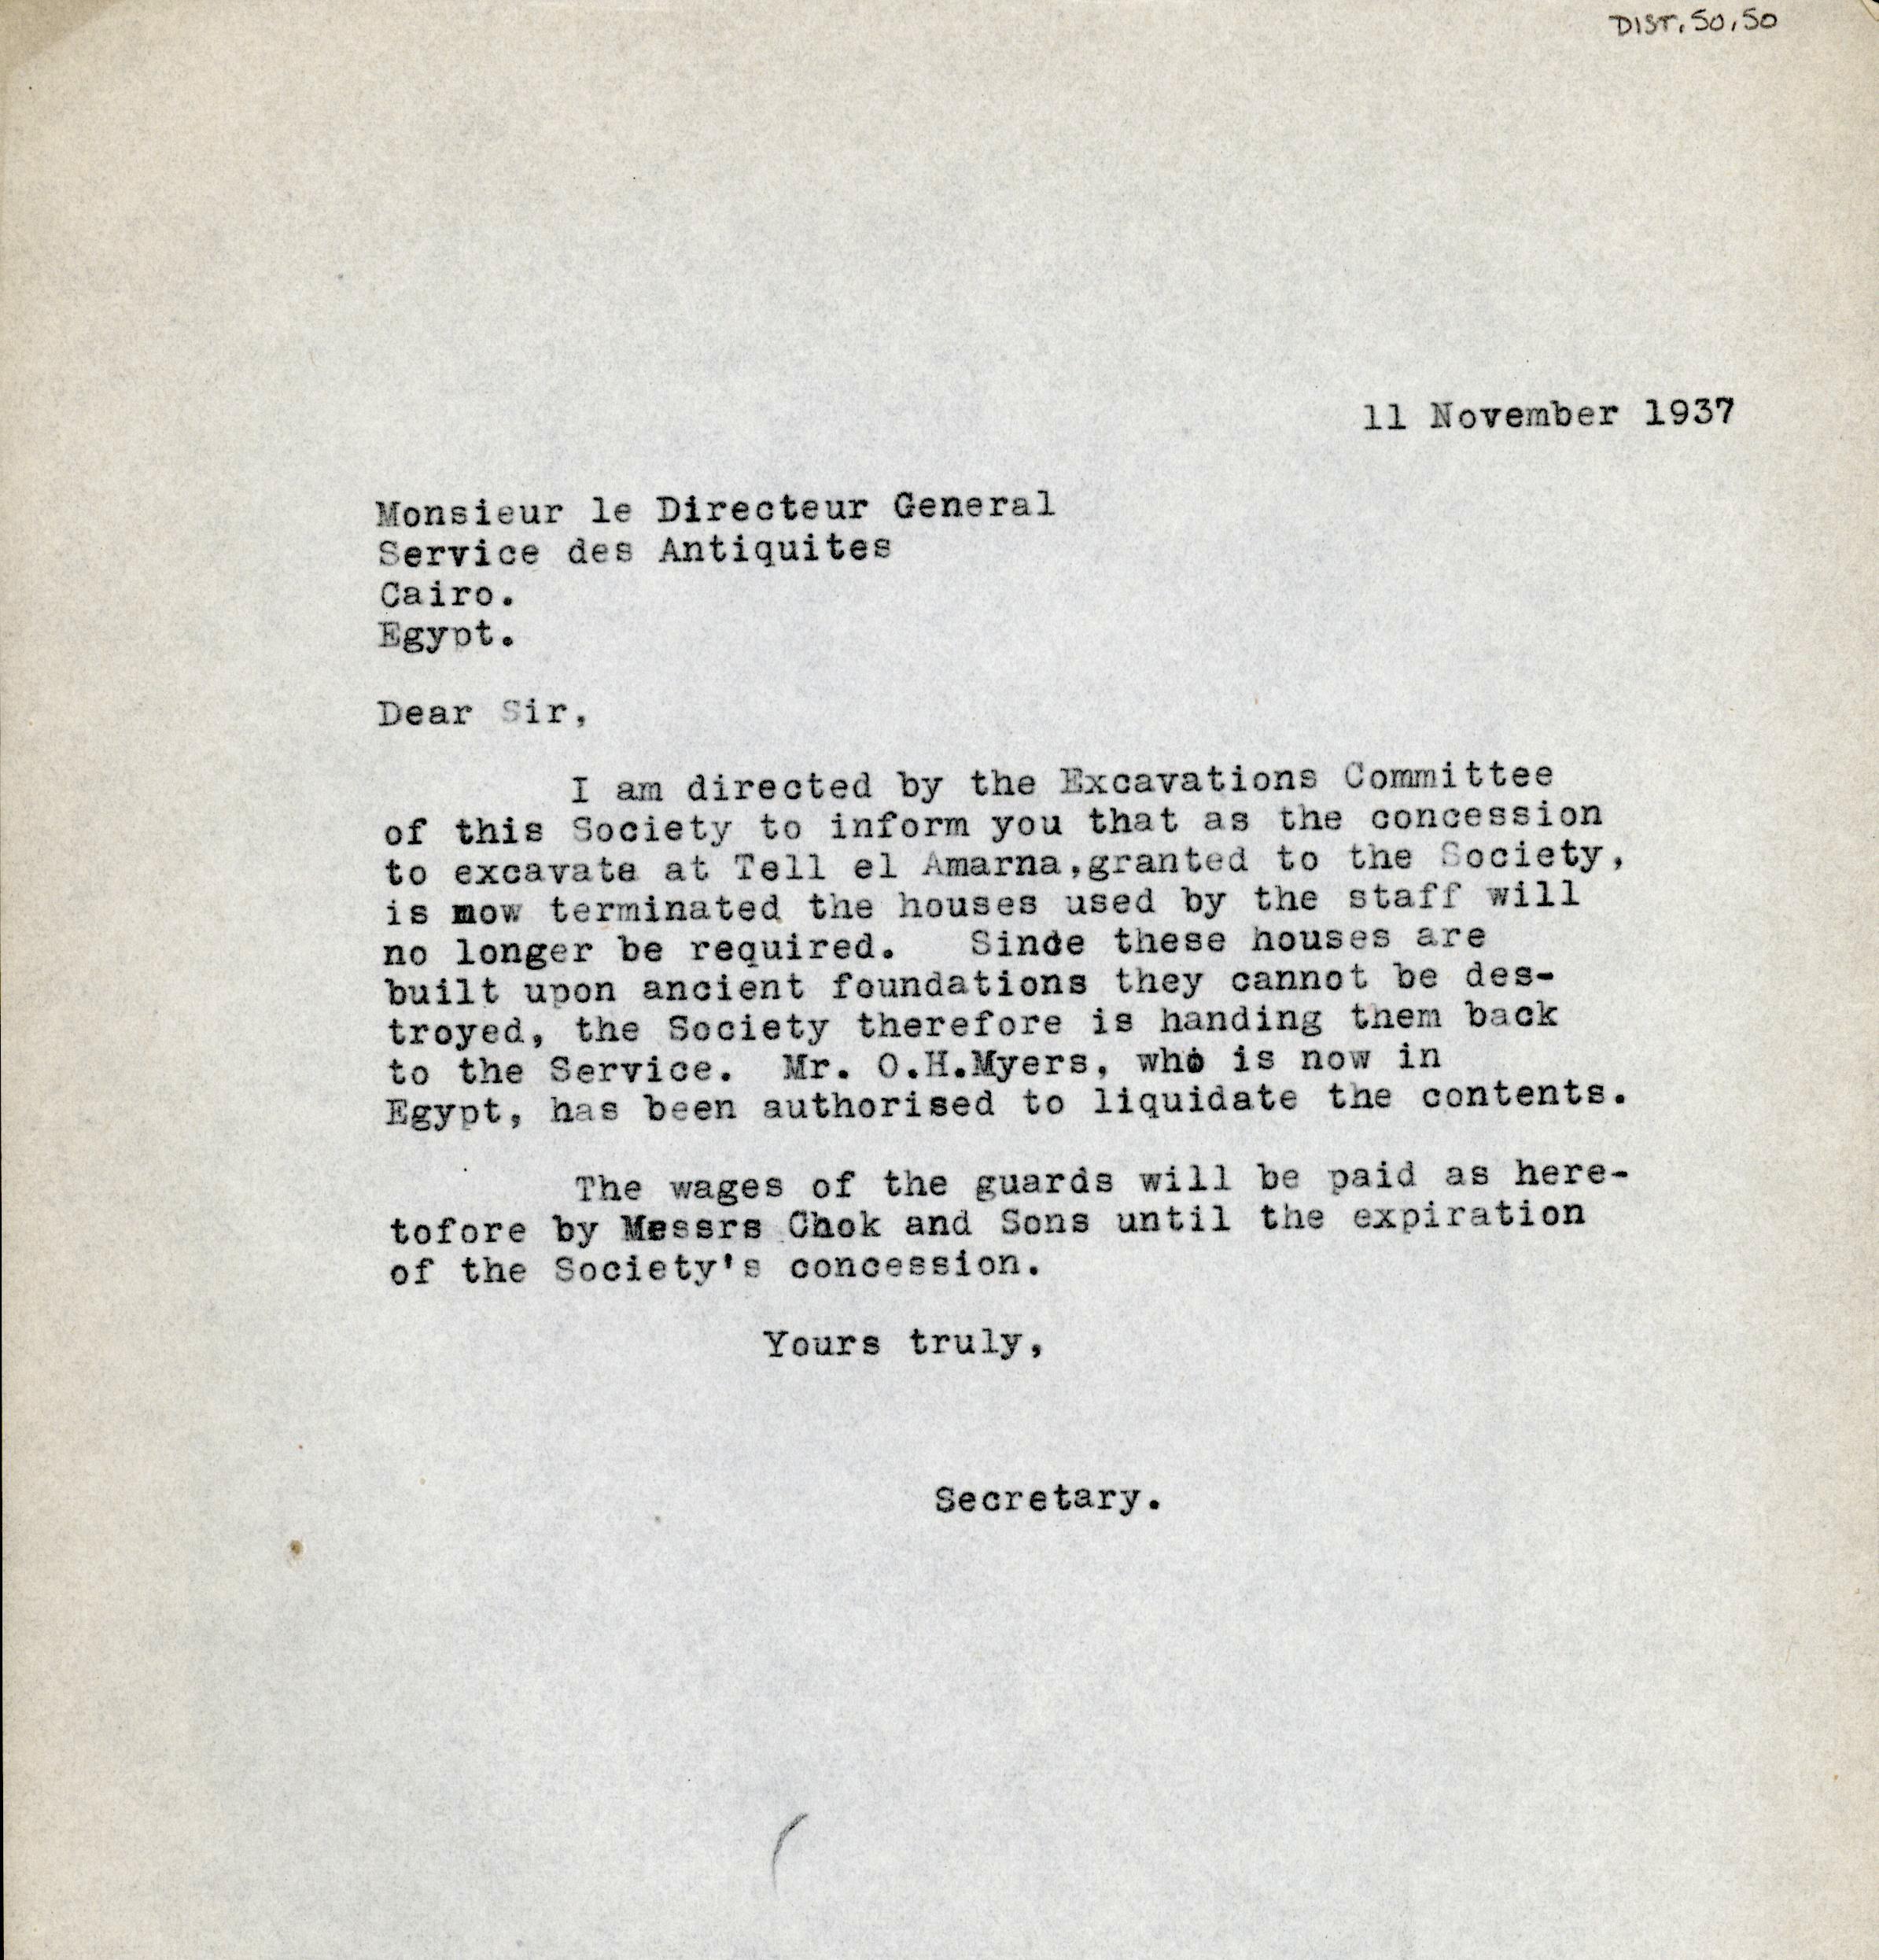 DIST.50.50
11 November 1937
Monsieur le Directeur General
Service des Antiquites
Cairo.
Egypt.
Dear Sir,
I am directed by the Excavations Committee
of this Society to inform you that as the concession
to excavate at Tell el Amarna,granted to the Society,
is now terminated the houses used by the staff will
no longer be required. Since these houses are
built upon ancient foundations they cannot be des-
troyed, the Society therefore is handing them back
to the Service. Mr. O.H.Myers, who is now in
Egypt, has been authorised to liquidate the contents.
The wages of the guards will be paid as here-
tofore by Messrs Chok and Sons until the expiration
of the Society's concession.
Yours truly,
Secretary.